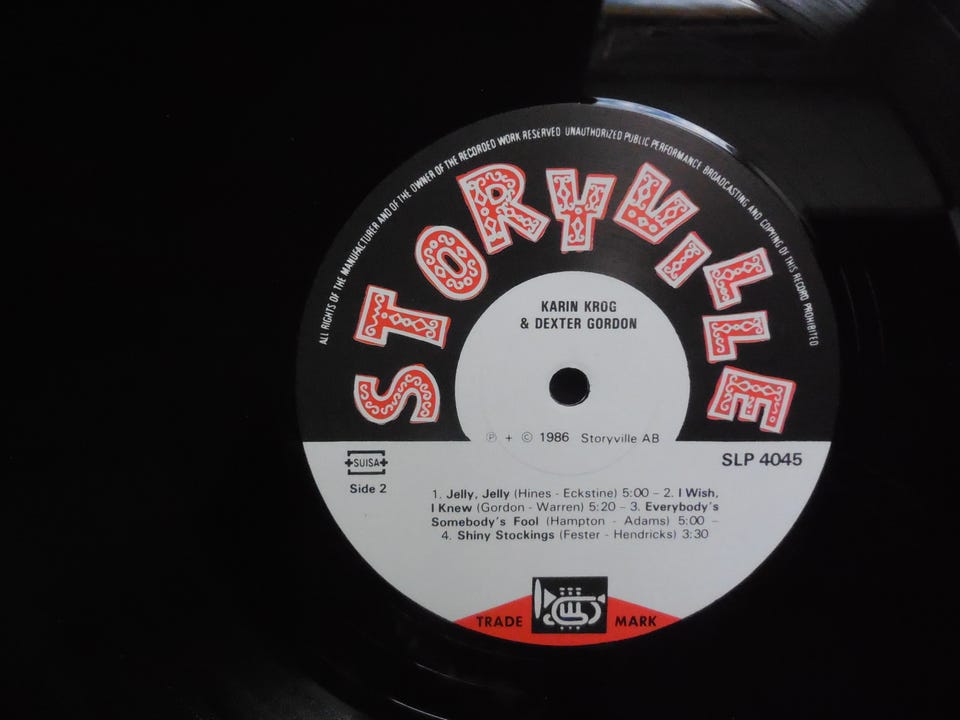 ALL RIGHTS OF THE MANUFACTURER AND OF THE OWNER OF THE RECORDED WORK RESERVED UNAUTHORIZED PUBLIC PERFORMANCE BROADCASTING AND COPYING OF THIS RECORD PROHIBITED
STORYVILLE
KARIN KROG
& DEXTER GORDON
℗ + © 1986 Storyville AB
SUISA
SLP 4045
Side 2
1. Jelly, Jelly (Hines - Eckstine) 5:00 – 2. I Wish,
I Knew (Gordon - Warren) 5:20 – 3. Everybody's
Somebody's Fool (Hampton - Adams) 5:00 –
4. Shiny Stockings (Fester - Hendricks) 3:30
TRADE MARK